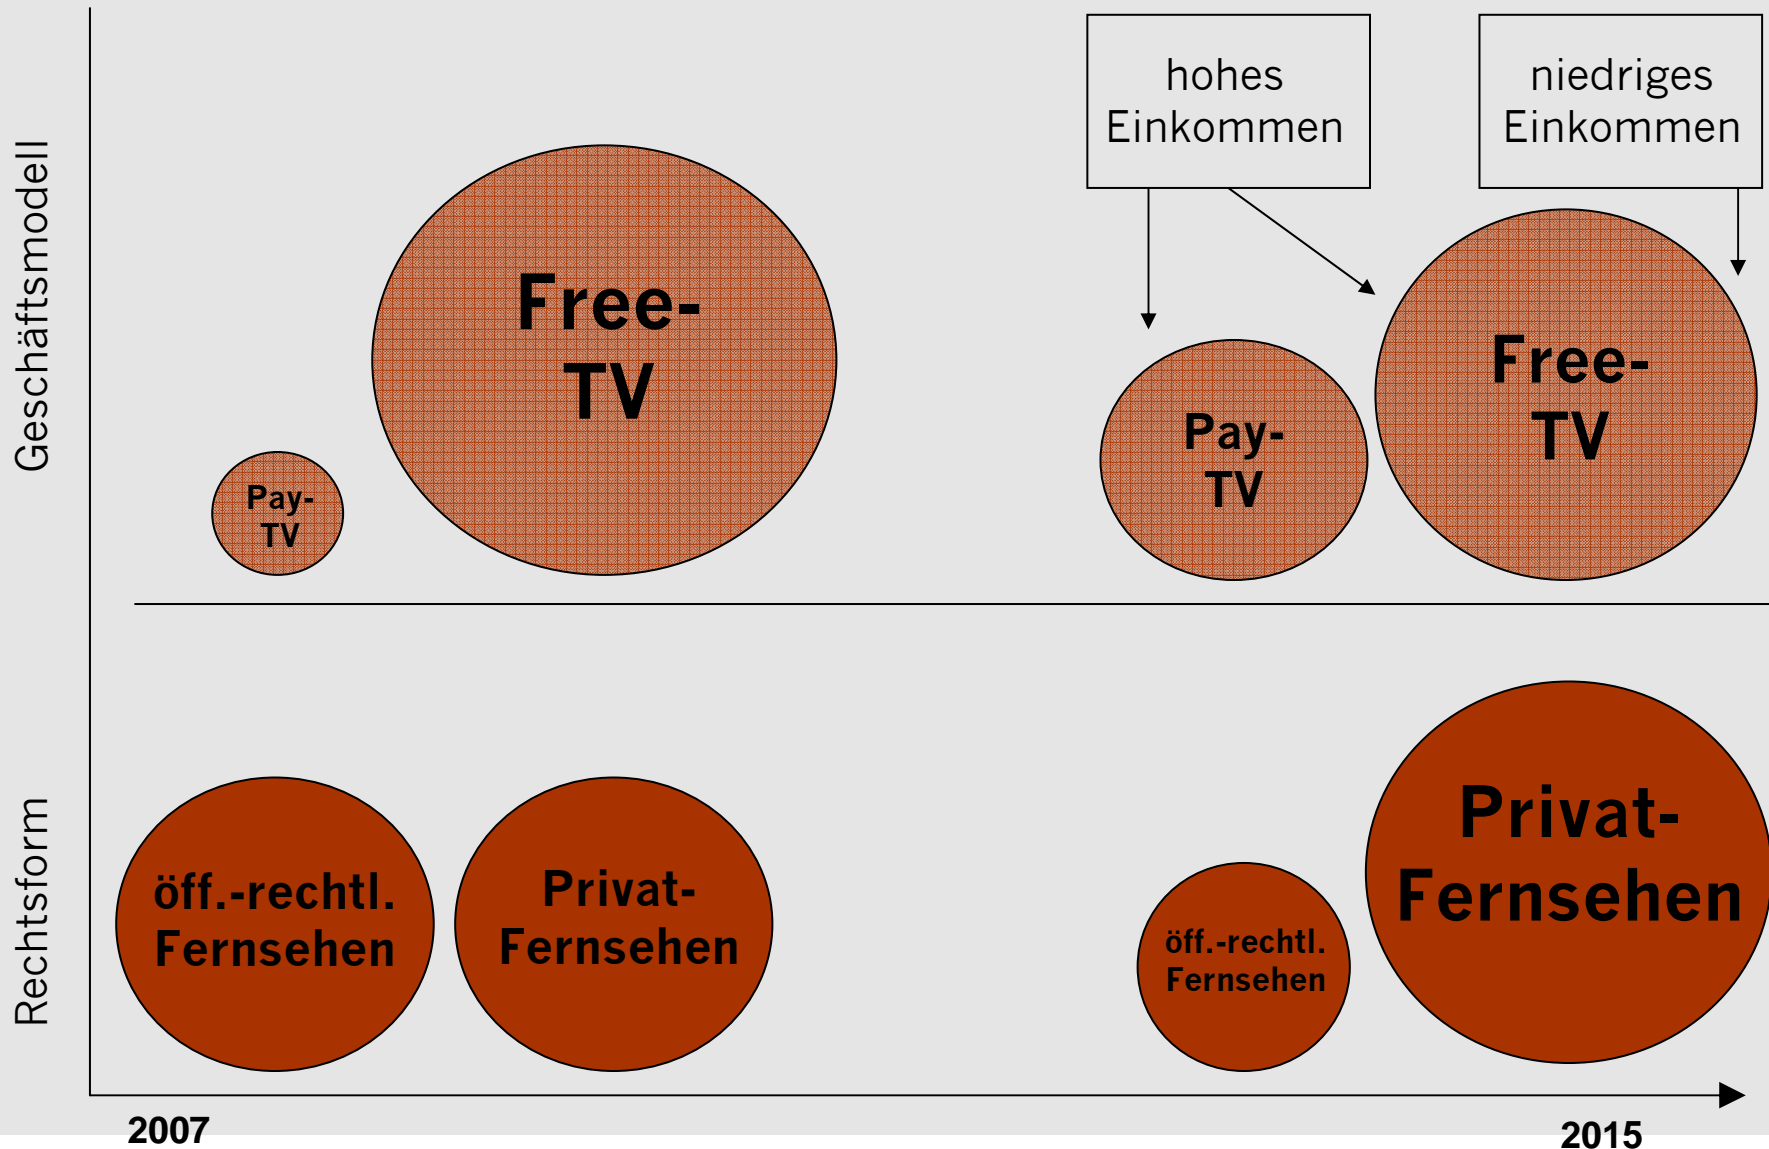 Geschäftsmodell
hohes
Einkommen
niedriges
Einkommen
Free-
TV
Pay-
TV
Pay-
TV
Free-
TV
Rechtsform
öff.-rechtl.
Fernsehen
Privat-
Fernsehen
öff.-rechtl.
Fernsehen
Privat-
Fernsehen
2007
2015